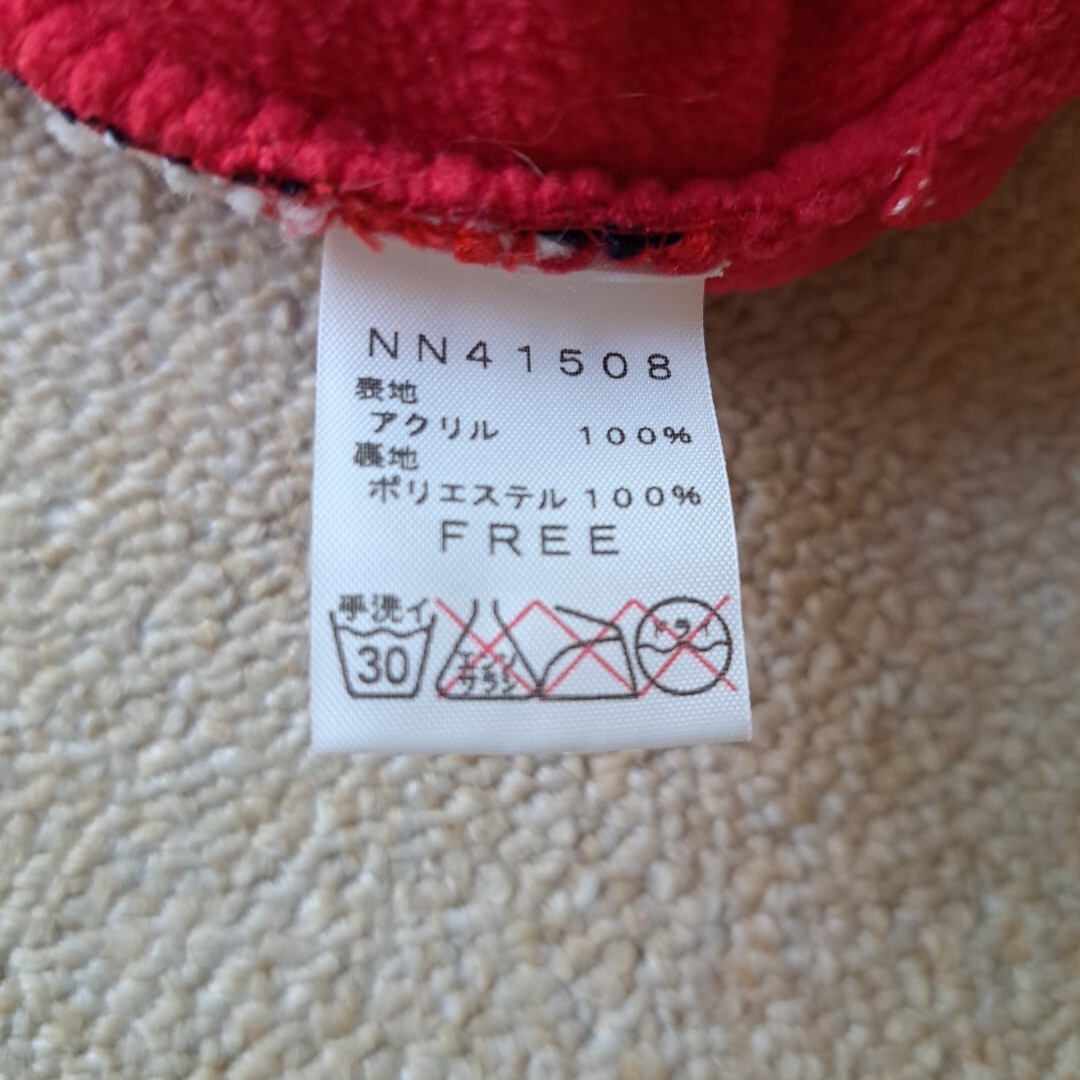 NN41508
表地
アクリル 100%
裏地
ポリエステル 100%
FREE
手洗イ
30
エンソ
サラシ
ドライ